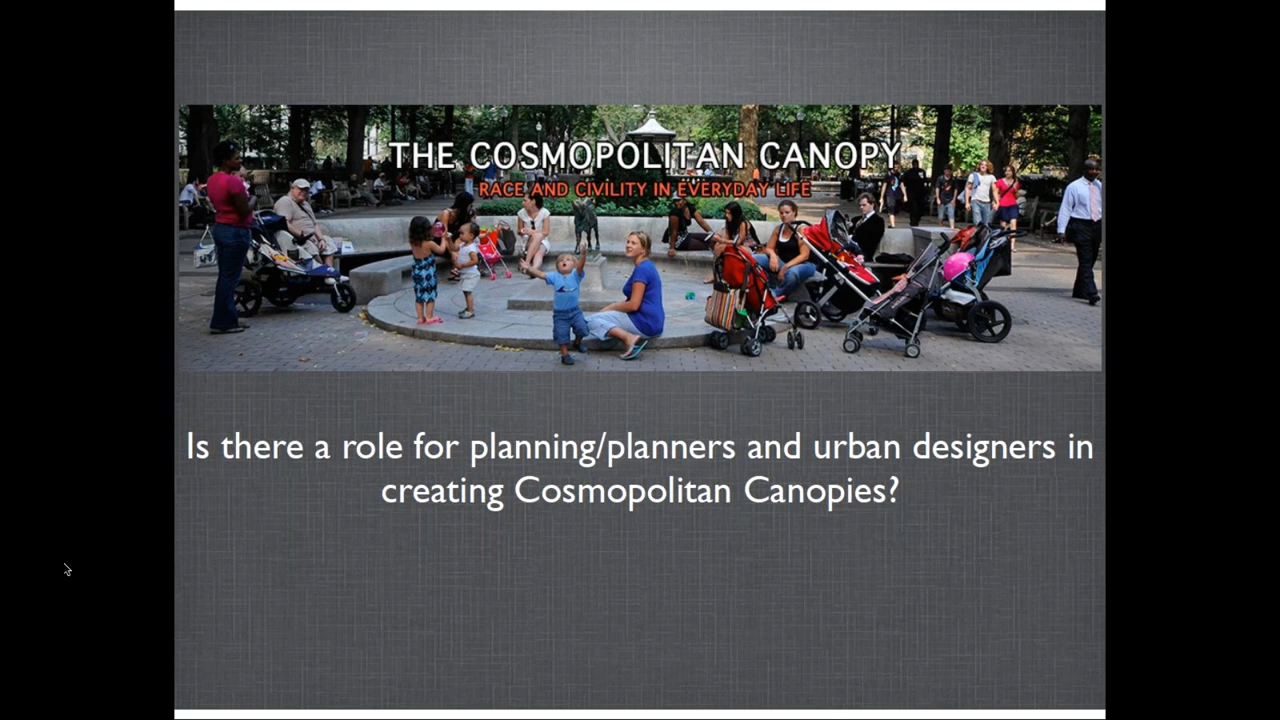 THE COSMOPOLITAN CANOPY
RACE AND CIVILITY IN EVERYDAY LIFE
Is there a role for planning/planners and urban designers in
creating Cosmopolitan Canopies?